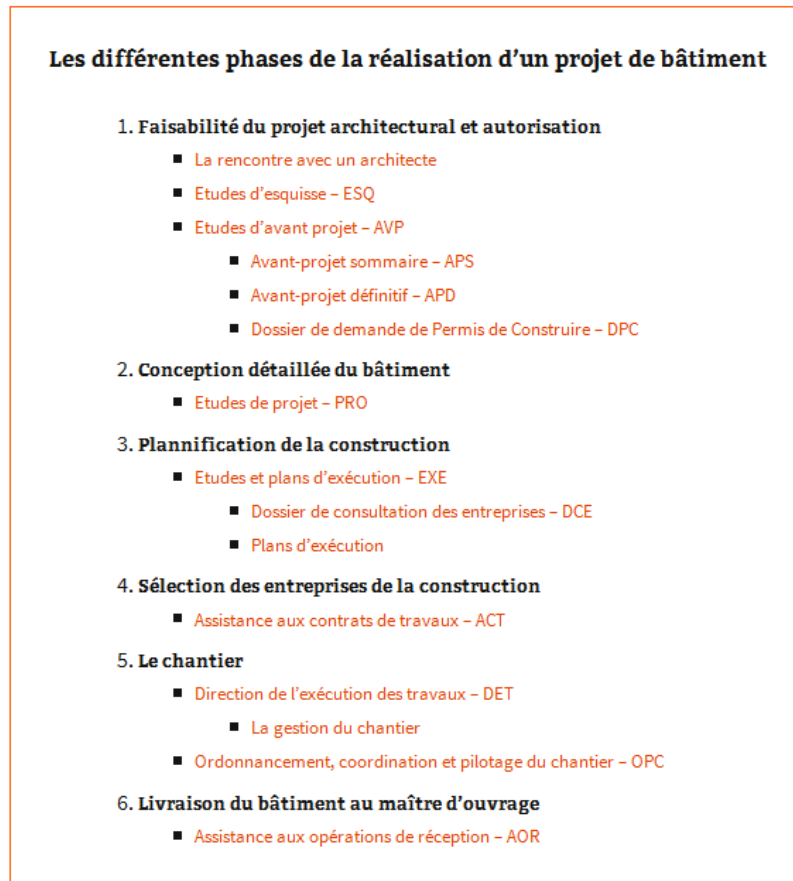 Les différentes phases de la réalisation d’un projet de bâtiment
1. Faisabilité du projet architectural et autorisation
■ La rencontre avec un architecte
■ Etudes d’esquisse – ESQ
■ Etudes d’avant projet – AVP
■ Avant-projet sommaire – APS
■ Avant-projet définitif – APD
■ Dossier de demande de Permis de Construire – DPC
2. Conception détaillée du bâtiment
■ Etudes de projet – PRO
3. Plannification de la construction
■ Etudes et plans d’exécution – EXE
■ Dossier de consultation des entreprises – DCE
■ Plans d’exécution
4. Sélection des entreprises de la construction
■ Assistance aux contrats de travaux – ACT
5. Le chantier
■ Direction de l’exécution des travaux – DET
■ La gestion du chantier
■ Ordonnancement, coordination et pilotage du chantier – OPC
6. Livraison du bâtiment au maître d’ouvrage
■ Assistance aux opérations de réception – AOR